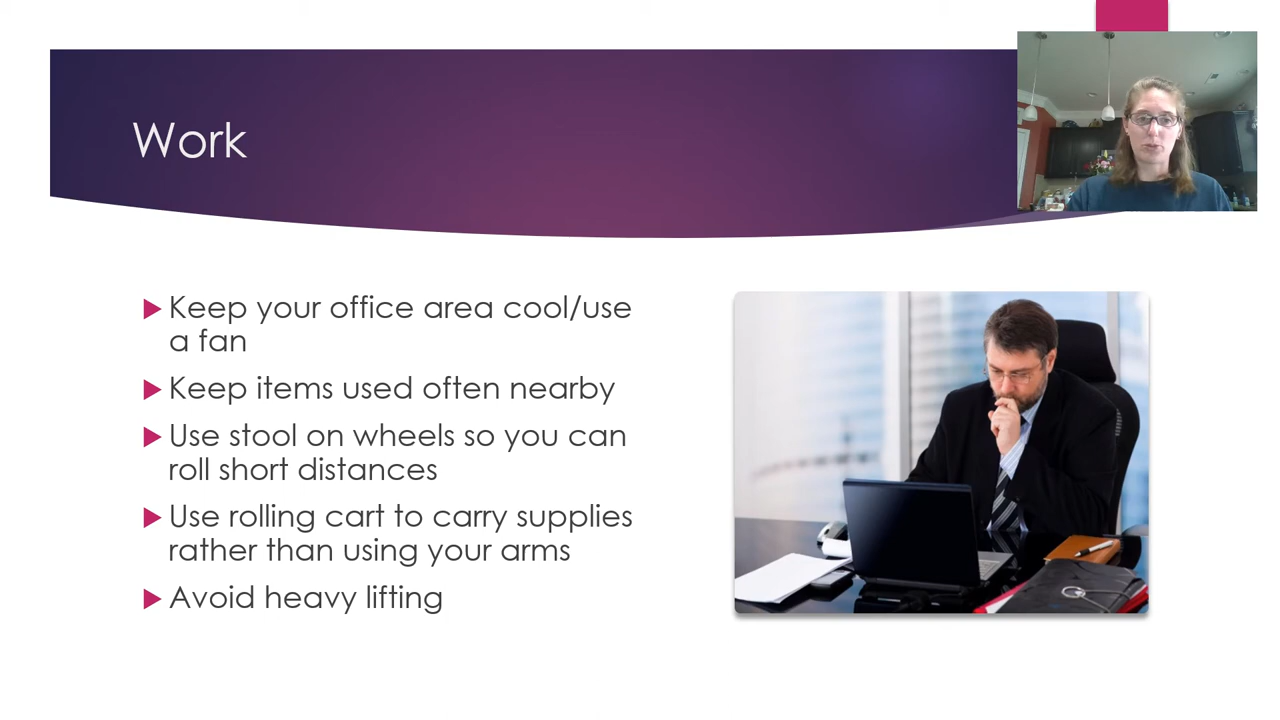 Work
Keep your office area cool/use
a fan
Keep items used often nearby
Use stool on wheels so you can
roll short distances
Use rolling cart to carry supplies
rather than using your arms
Avoid heavy lifting